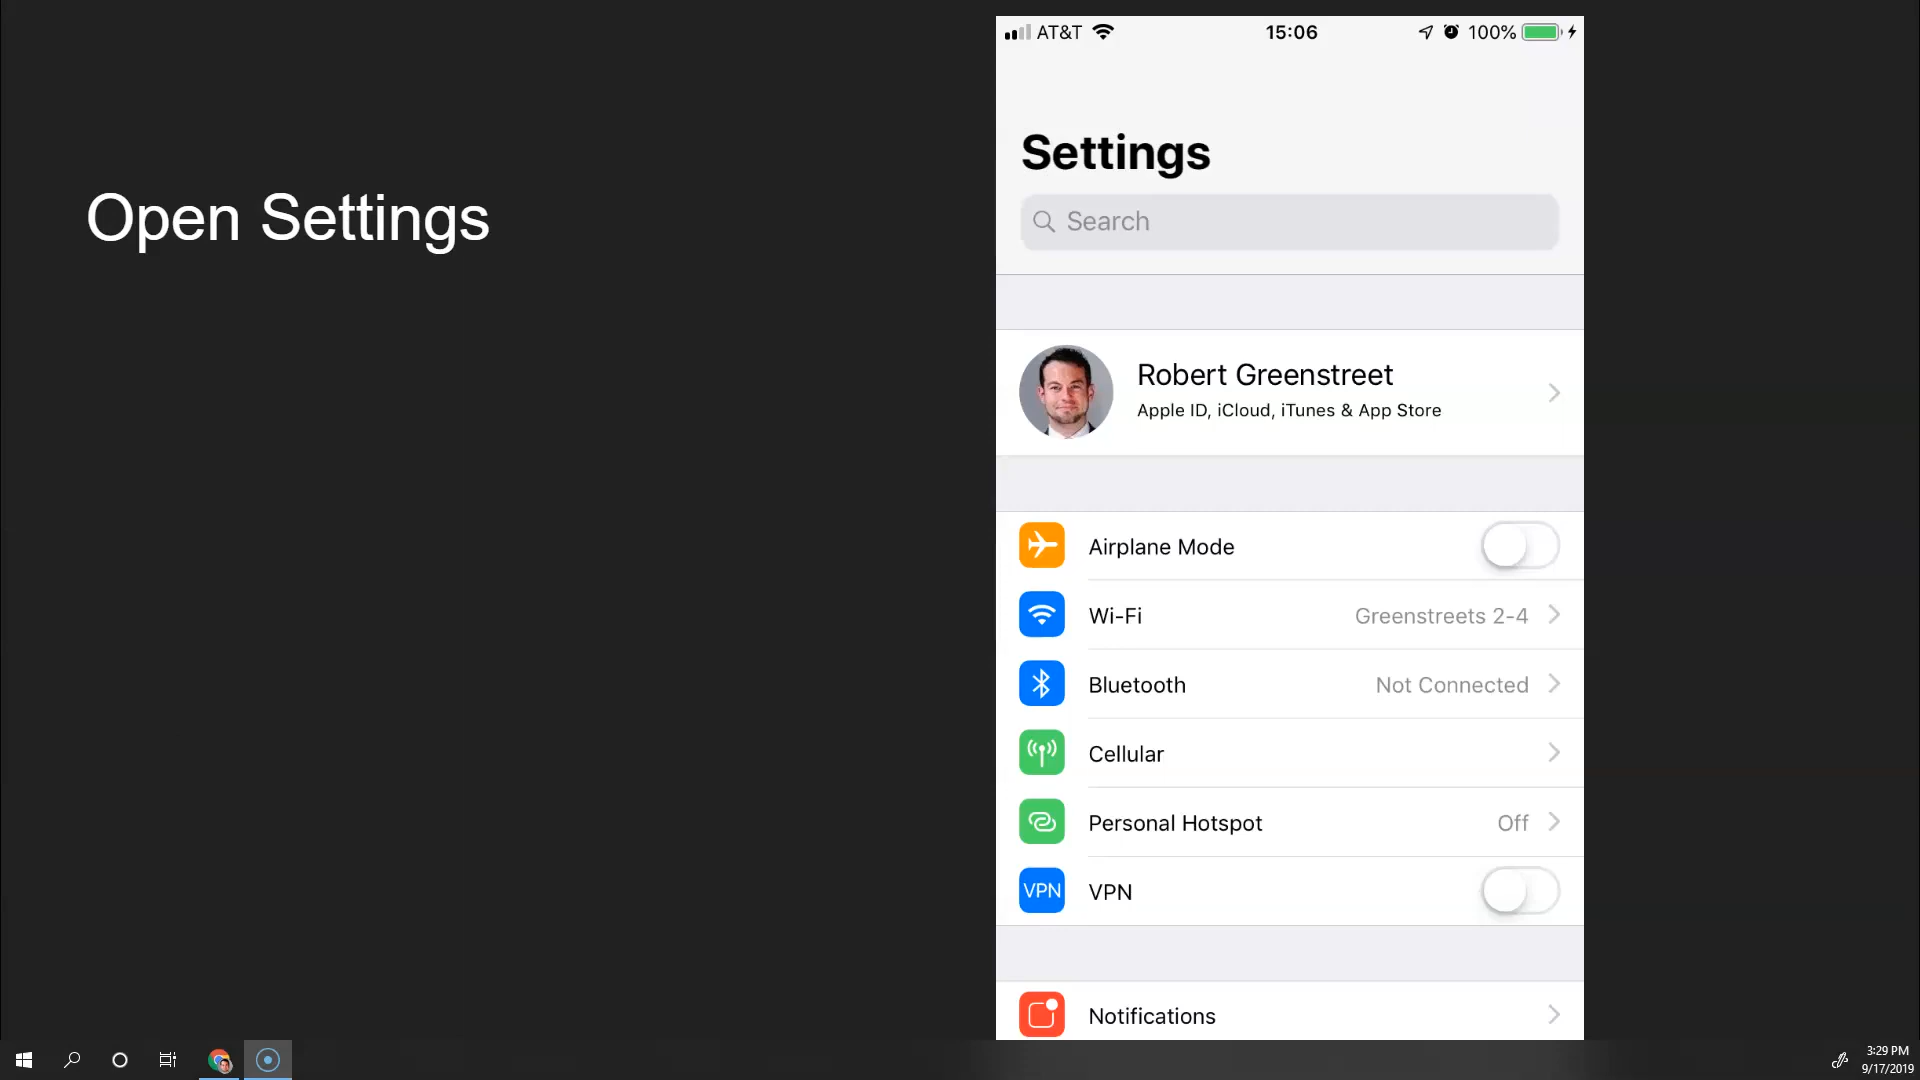 Open Settings
AT&T 15:06 100%
Settings
Search
Robert Greenstreet
Apple ID, iCloud, iTunes & App Store
Airplane Mode
Wi-Fi Greenstreets 2-4
Bluetooth Not Connected
Cellular
Personal Hotspot Off
VPN VPN
Notifications
3:29 PM
9/17/2019